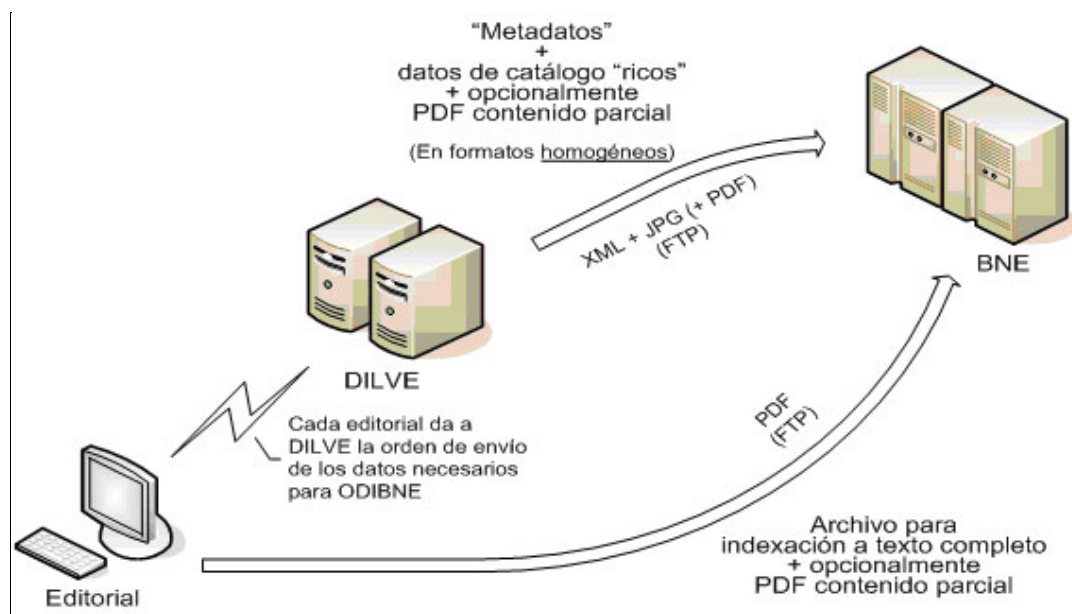 “Metadatos”
+
datos de catálogo “ricos”
+ opcionalmente
PDF contenido parcial
(En formatos homogéneos)
XML + JPG (+ PDF)
(FTP)
BNE
DILVE
Cada editorial da a
DILVE la orden de envío
de los datos necesarios
para ODIBNE
PDF
(FTP)
Archivo para
indexación a texto completo
+ opcionalmente
PDF contenido parcial
Editorial